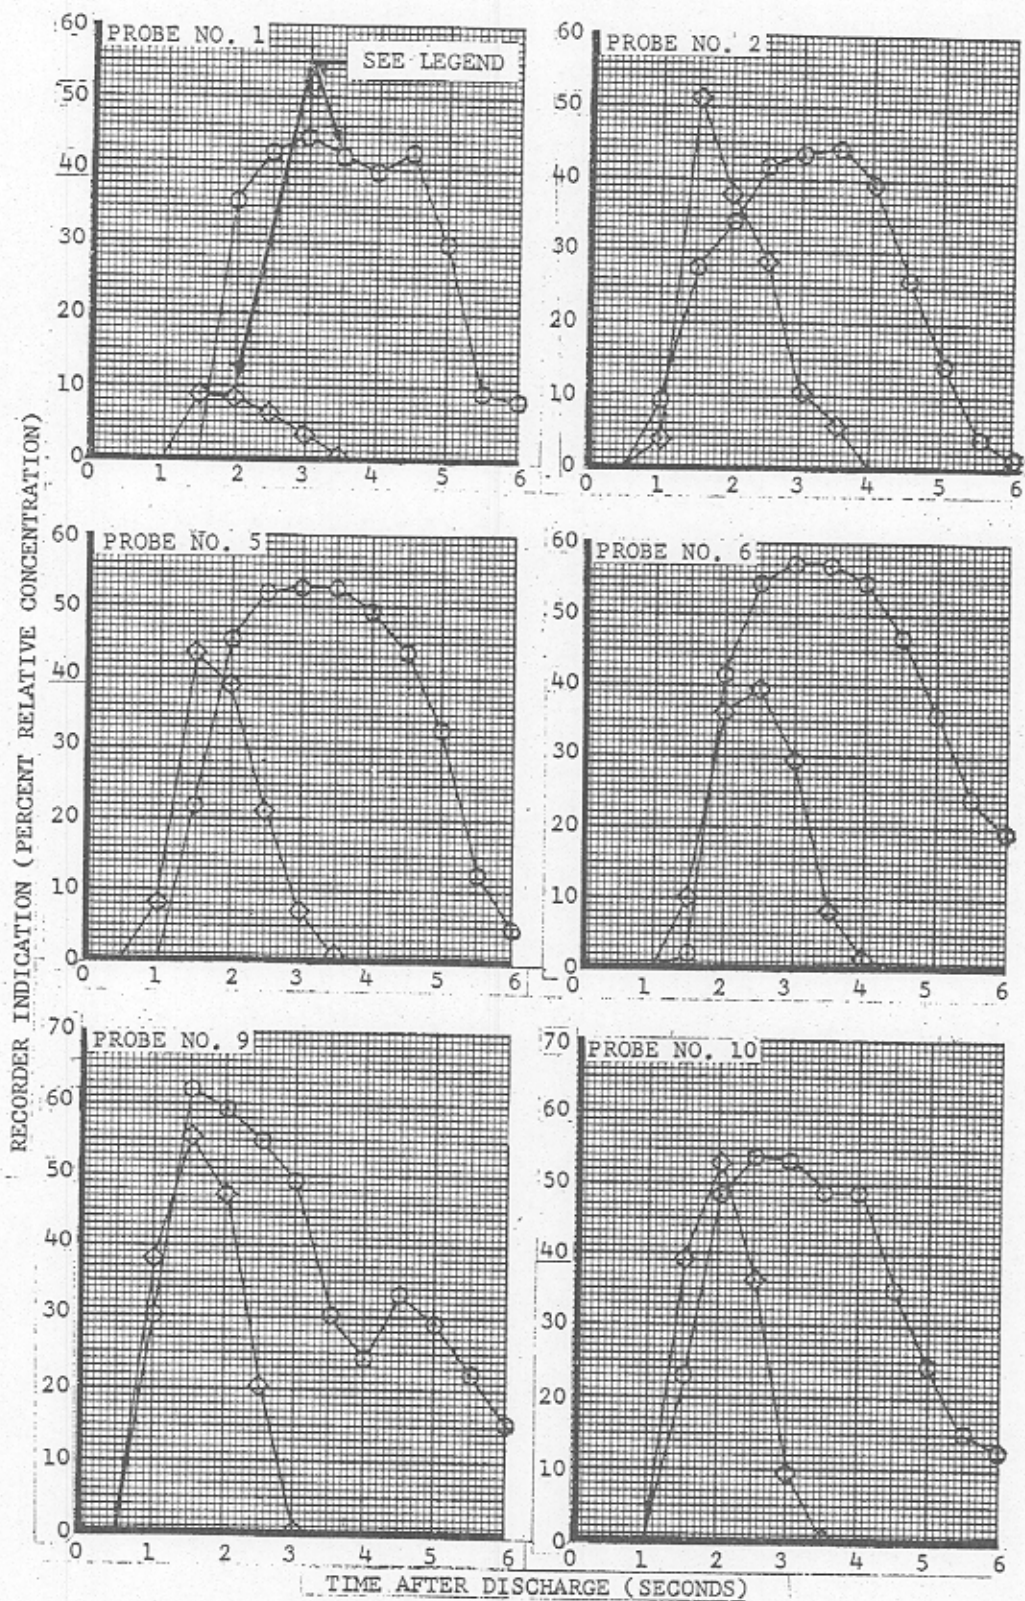 RECORDER INDICATION (PERCENT RELATIVE CONCENTRATION)
PROBE NO. 1
SEE LEGEND
60
50
40
30
20
10
0
0 1 2 3 4 5 6
PROBE NO. 2
60
50
40
30
20
10
0
0 1 2 3 4 5 6
PROBE NO. 5
60
50
40
30
20
10
0
0 1 2 3 4 5 6
PROBE NO. 6
60
50
40
30
20
10
0
0 1 2 3 4 5 6
PROBE NO. 9
70
60
50
40
30
20
10
0
0 1 2 3 4 5 6
PROBE NO. 10
70
60
50
40
30
20
10
0
0 1 2 3 4 5 6
TIME AFTER DISCHARGE (SECONDS)